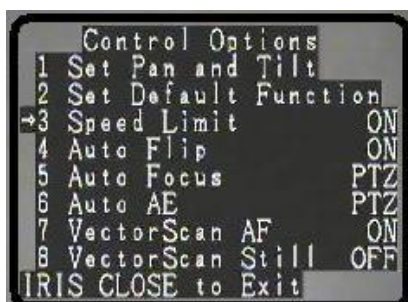 Control Options
1 Set Pan and Tilt
2 Set Default Function
→3 Speed Limit ON
4 Auto Flip ON
5 Auto Focus PTZ
6 Auto AE PTZ
7 VectorScan AF ON
8 VectorScan Still OFF
IRIS CLOSE to Exit